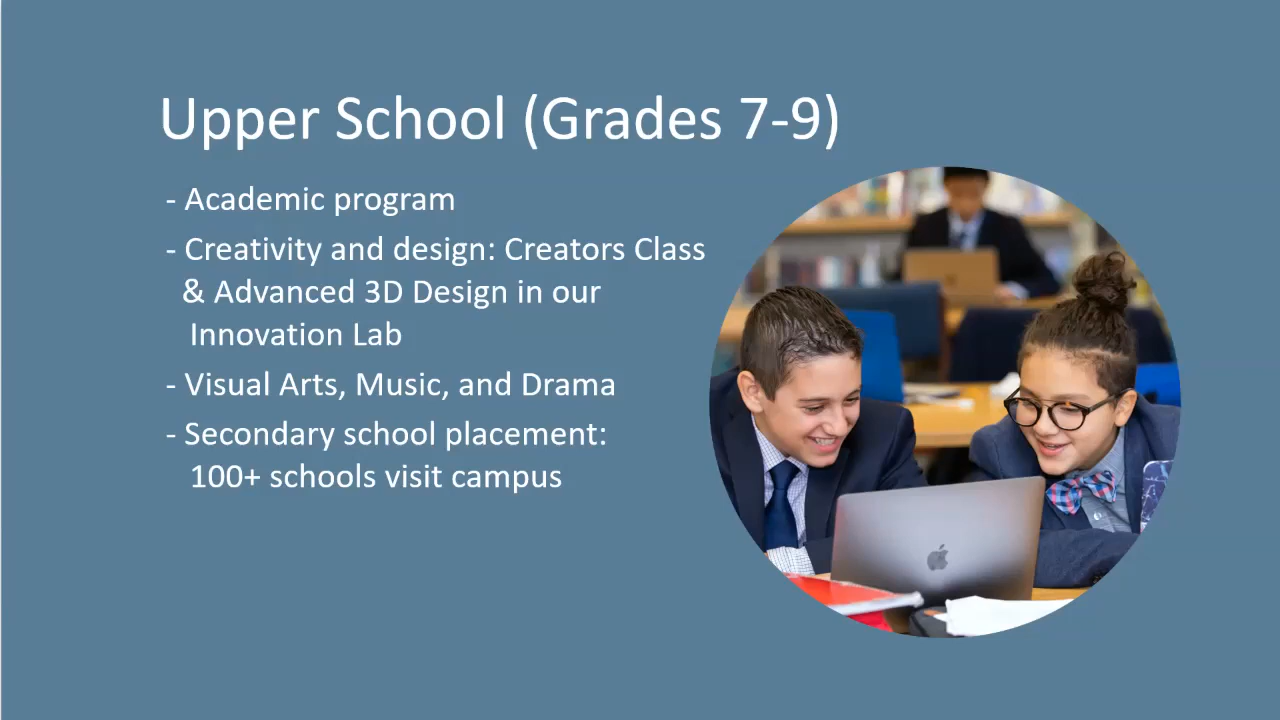 Upper School (Grades 7-9)
- Academic program
- Creativity and design: Creators Class
& Advanced 3D Design in our
Innovation Lab
- Visual Arts, Music, and Drama
- Secondary school placement:
100+ schools visit campus